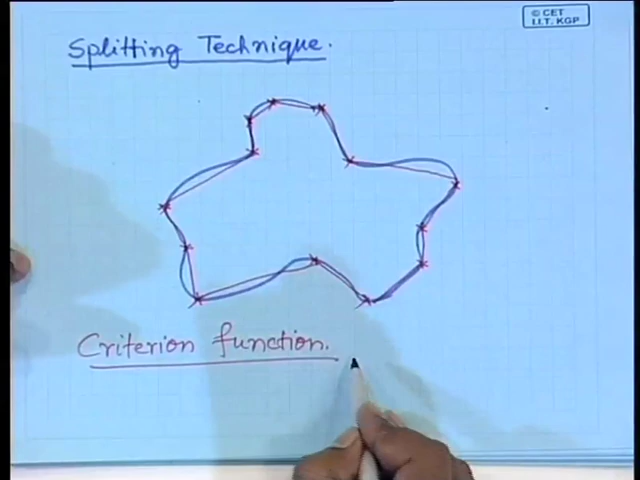 © CET
I.I.T. KGP
Splitting Technique.
Criterion function.